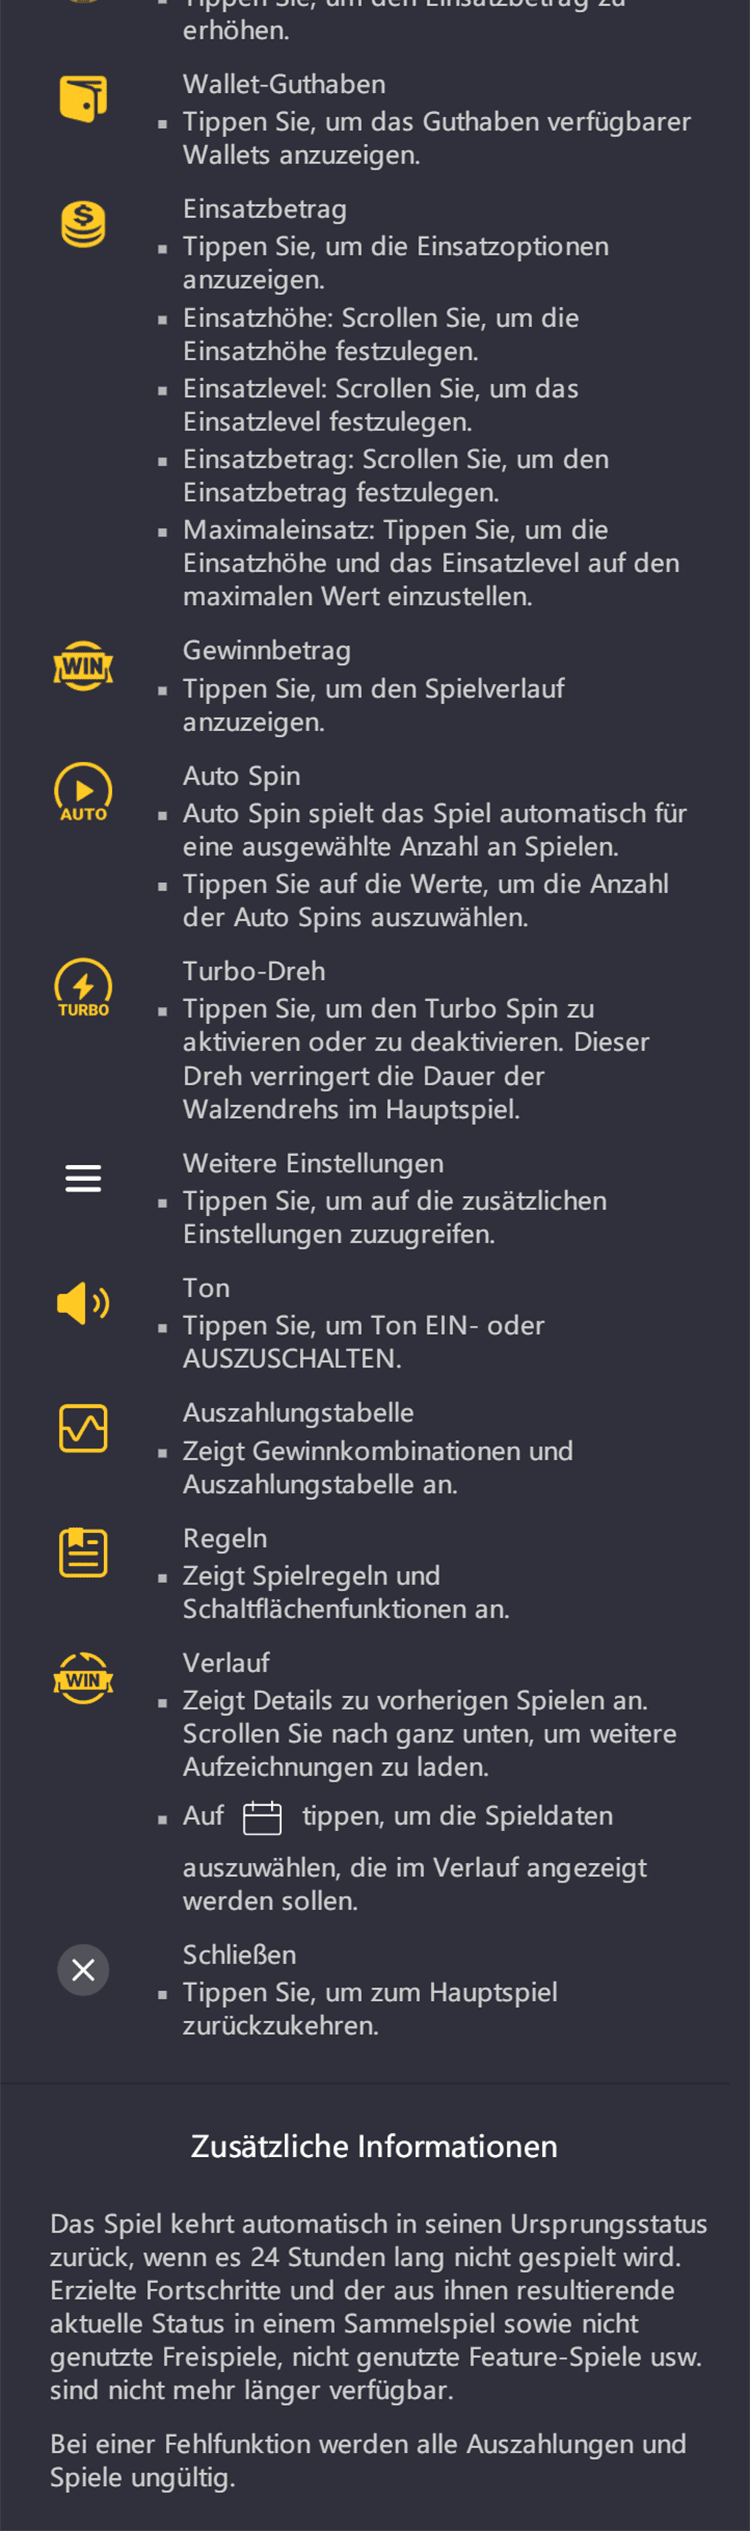 Tippen Sie, um den Einsatzbetrag zu
erhöhen.
Wallet-Guthaben
Tippen Sie, um das Guthaben verfügbarer
Wallets anzuzeigen.
$
Einsatzbetrag
Tippen Sie, um die Einsatzoptionen
anzuzeigen.
Einsatzhöhe: Scrollen Sie, um die
Einsatzhöhe festzulegen.
Einsatzlevel: Scrollen Sie, um das
Einsatzlevel festzulegen.
Einsatzbetrag: Scrollen Sie, um den
Einsatzbetrag festzulegen.
Maximaleinsatz: Tippen Sie, um die
Einsatzhöhe und das Einsatzlevel auf den
maximalen Wert einzustellen.
WIN
Gewinnbetrag
Tippen Sie, um den Spielverlauf
anzuzeigen.
AUTO
Auto Spin
Auto Spin spielt das Spiel automatisch für
eine ausgewählte Anzahl an Spielen.
Tippen Sie auf die Werte, um die Anzahl
der Auto Spins auszuwählen.
TURBO
Turbo-Dreh
Tippen Sie, um den Turbo Spin zu
aktivieren oder zu deaktivieren. Dieser
Dreh verringert die Dauer der
Walzendrehs im Hauptspiel.
Weitere Einstellungen
Tippen Sie, um auf die zusätzlichen
Einstellungen zuzugreifen.
Ton
Tippen Sie, um Ton EIN- oder
AUSZUSCHALTEN.
Auszahlungstabelle
Zeigt Gewinnkombinationen und
Auszahlungstabelle an.
Regeln
Zeigt Spielregeln und
Schaltflächenfunktionen an.
WIN
Verlauf
Zeigt Details zu vorherigen Spielen an.
Scrollen Sie nach ganz unten, um weitere
Aufzeichnungen zu laden.
Auf tippen, um die Spieldaten
auszuwählen, die im Verlauf angezeigt
werden sollen.
Schließen
Tippen Sie, um zum Hauptspiel
zurückzukehren.
Zusätzliche Informationen
Das Spiel kehrt automatisch in seinen Ursprungsstatus
zurück, wenn es 24 Stunden lang nicht gespielt wird.
Erzielte Fortschritte und der aus ihnen resultierende
aktuelle Status in einem Sammelspiel sowie nicht
genutzte Freispiele, nicht genutzte Feature-Spiele usw.
sind nicht mehr länger verfügbar.
Bei einer Fehlfunktion werden alle Auszahlungen und
Spiele ungültig.